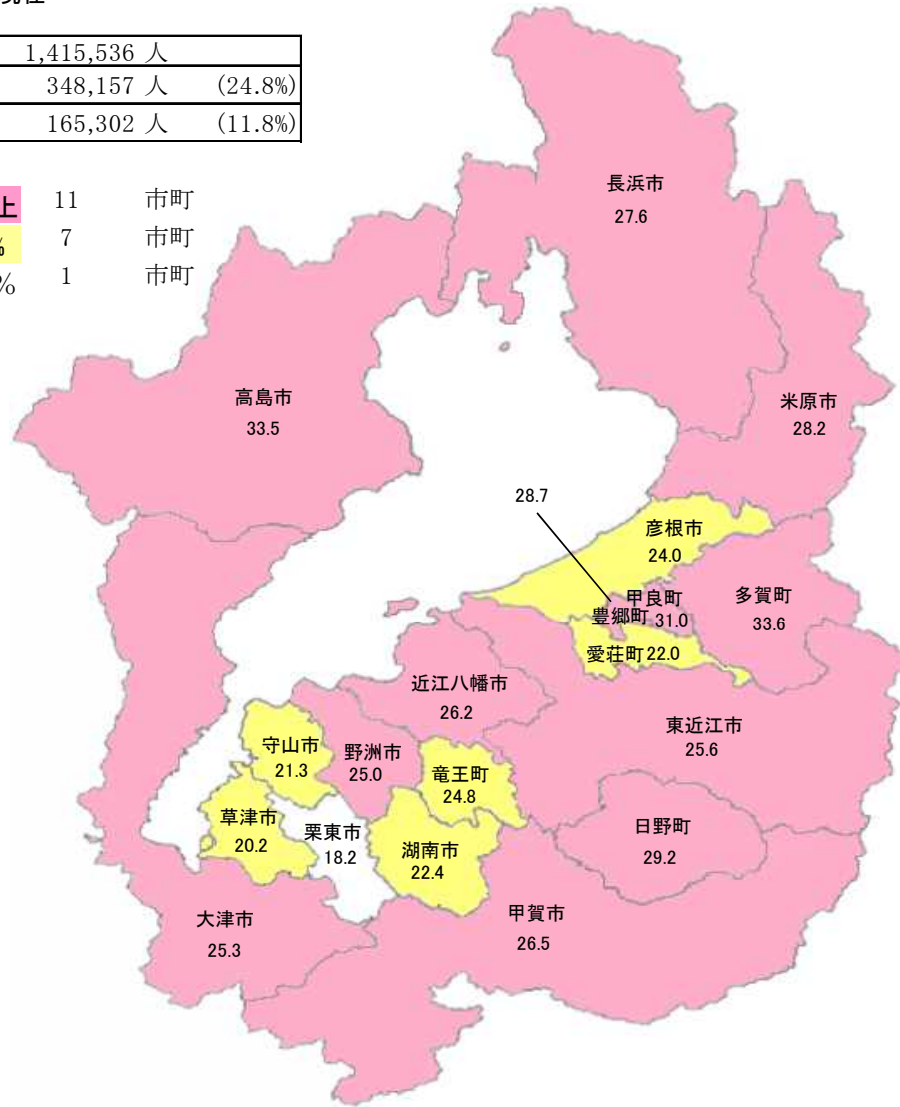 1,415,536 人
348,157 人 (24.8%)
165,302 人 (11.8%)
上 11 市町
% 7 市町
% 1 市町
長浜市
27.6
高島市
33.5
米原市
28.2
28.7
彦根市
24.0
甲良町
31.0
豊郷町
多賀町
33.6
愛荘町 22.0
近江八幡市
26.2
東近江市
25.6
守山市
21.3
野洲市
25.0
竜王町
24.8
草津市
20.2
栗東市
18.2
湖南市
22.4
日野町
29.2
大津市
25.3
甲賀市
26.5